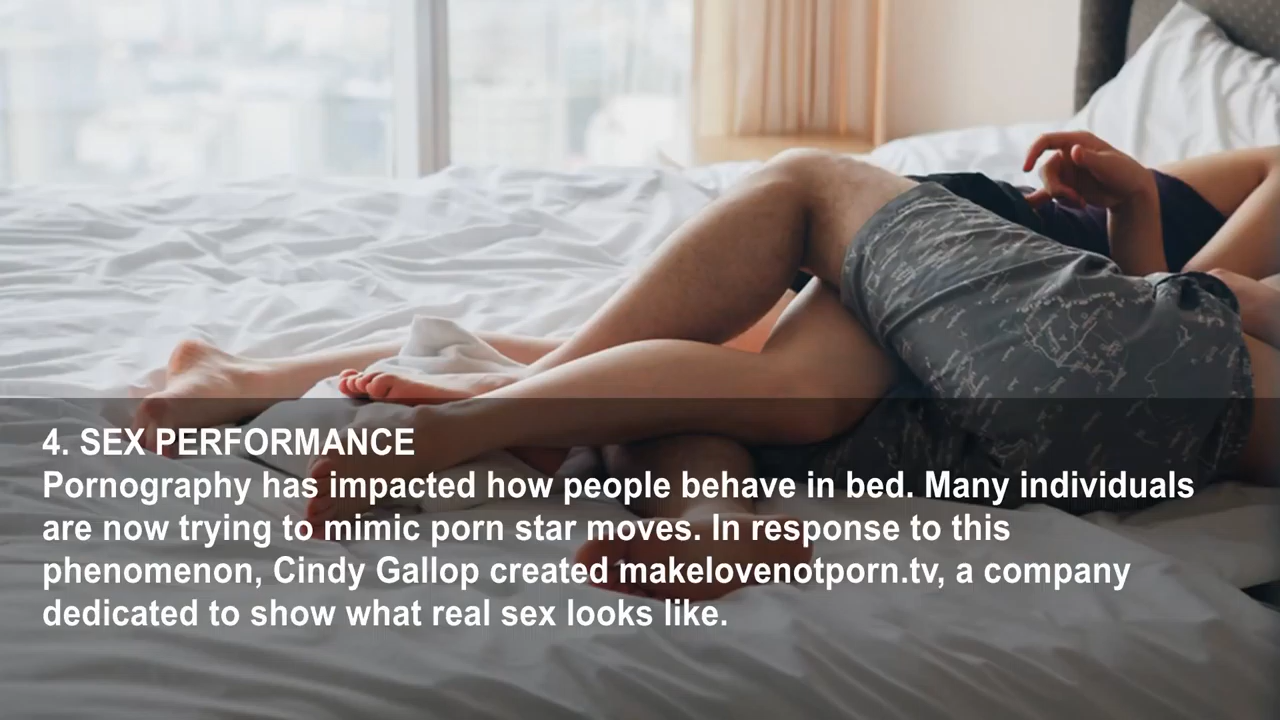 4. SEX PERFORMANCE
Pornography has impacted how people behave in bed. Many individuals
are now trying to mimic porn star moves. In response to this
phenomenon, Cindy Gallop created makelovenotporn.tv, a company
dedicated to show what real sex looks like.